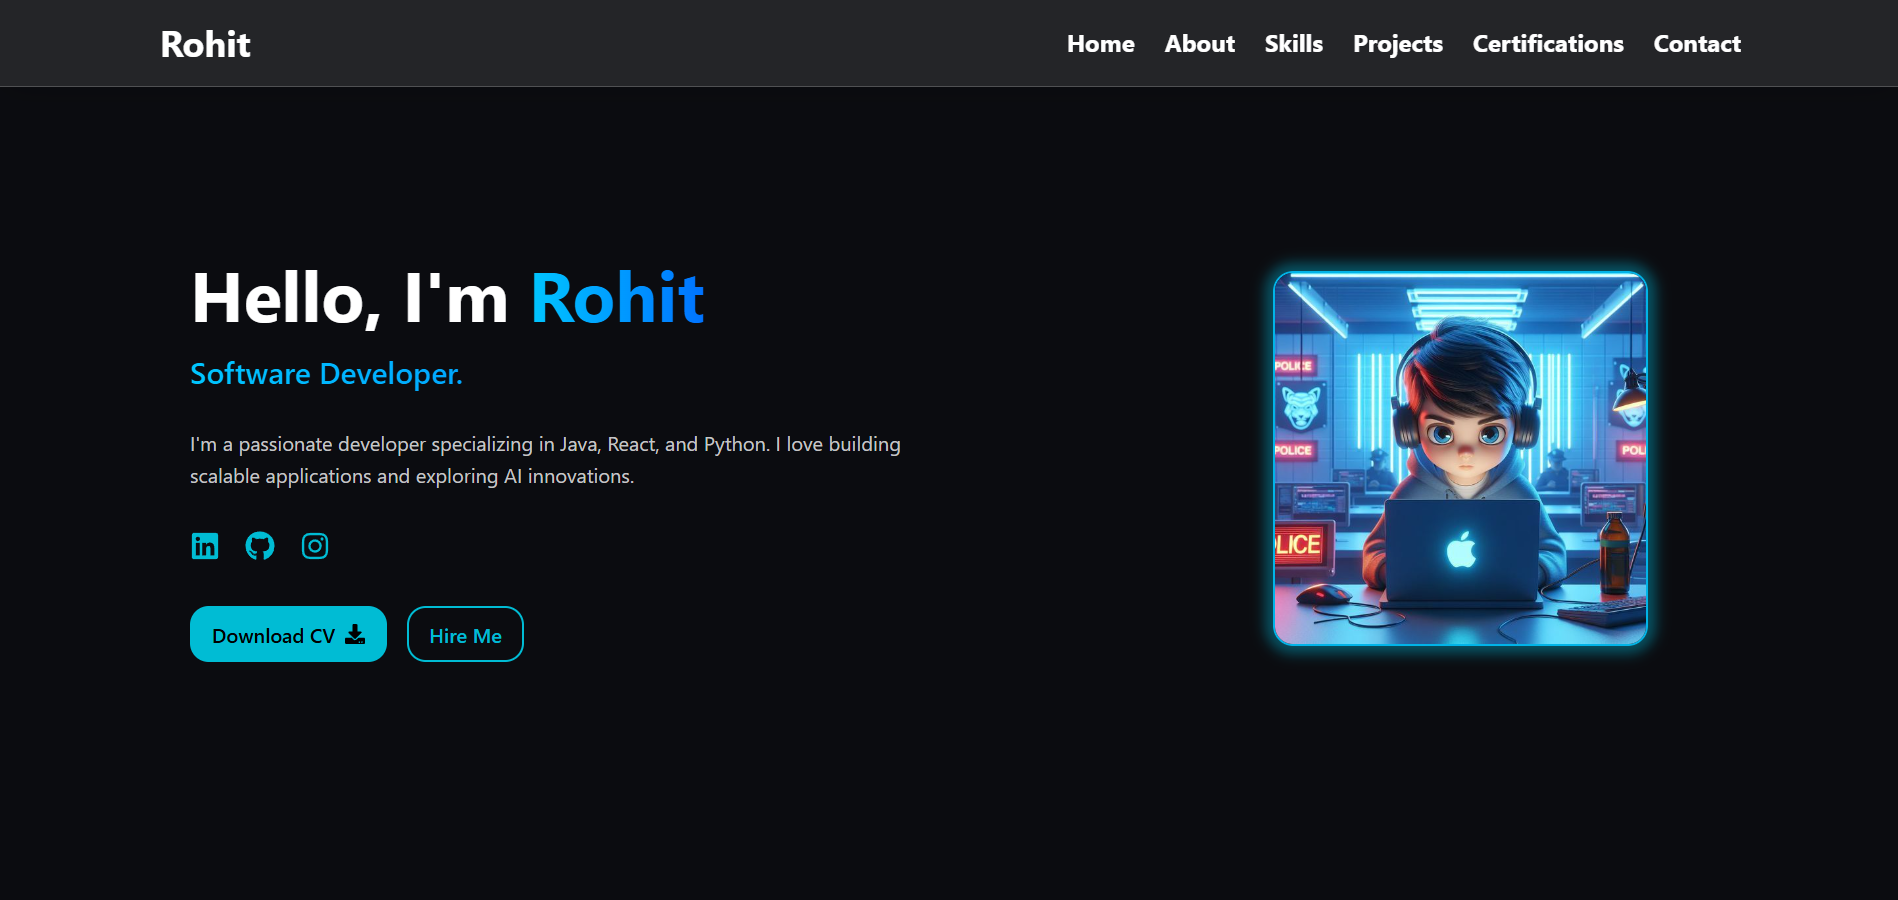 Rohit
Home About Skills Projects Certifications Contact
Hello, I'm Rohit
Software Developer.
I'm a passionate developer specializing in Java, React, and Python. I love building
scalable applications and exploring AI innovations.
Download CV
Hire Me
POLICE
POLICE
POLI
LICE